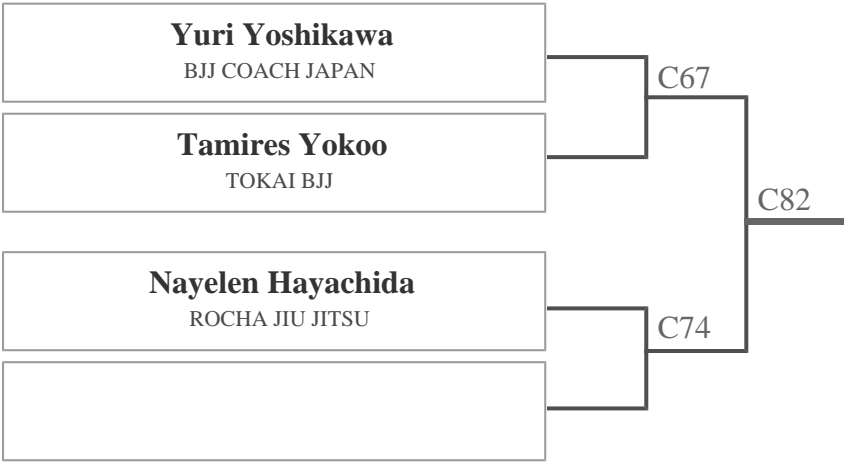 Yuri Yoshikawa
BJJ COACH JAPAN
C67
Tamires Yokoo
TOKAI BJJ
C82
Nayelen Hayachida
ROCHA JIU JITSU
C74